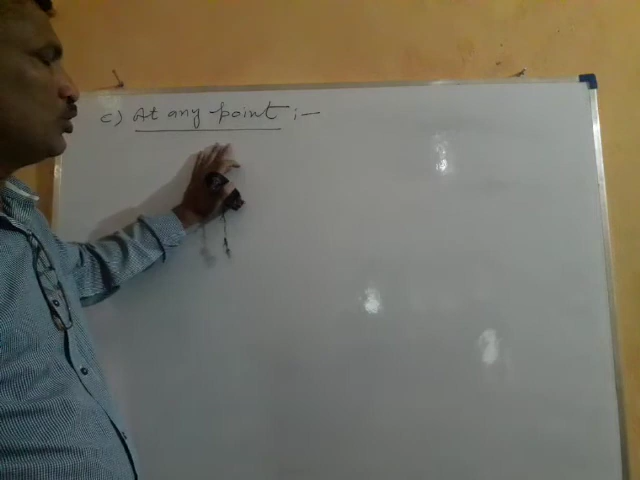 c) At any point :-